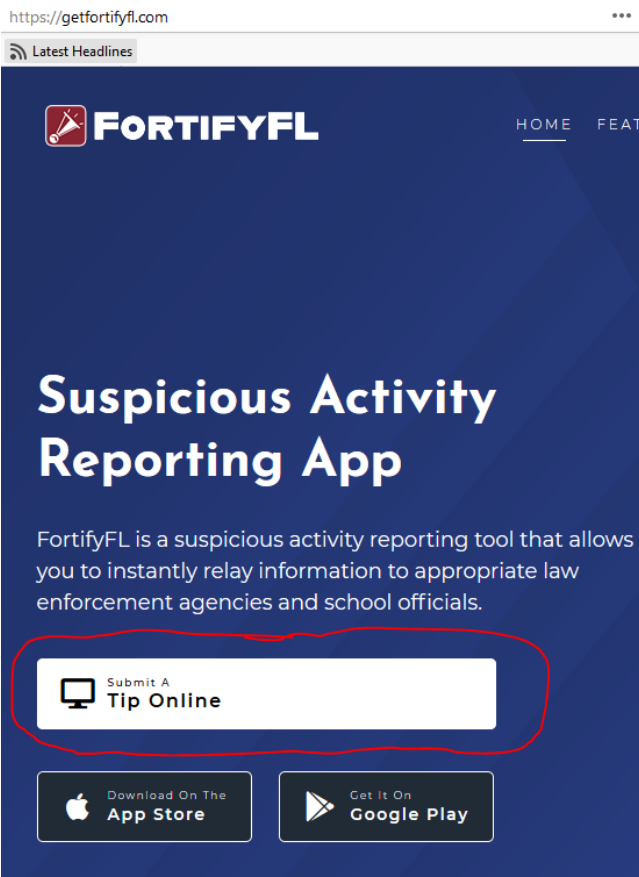 https://getfortifyfl.com
Latest Headlines
FORTIFYFL
HOME FEAT
Suspicious Activity
Reporting App
FortifyFL is a suspicious activity reporting tool that allows
you to instantly relay information to appropriate law
enforcement agencies and school officials.
Submit A
Tip Online
Download On The
App Store
Get It On
Google Play